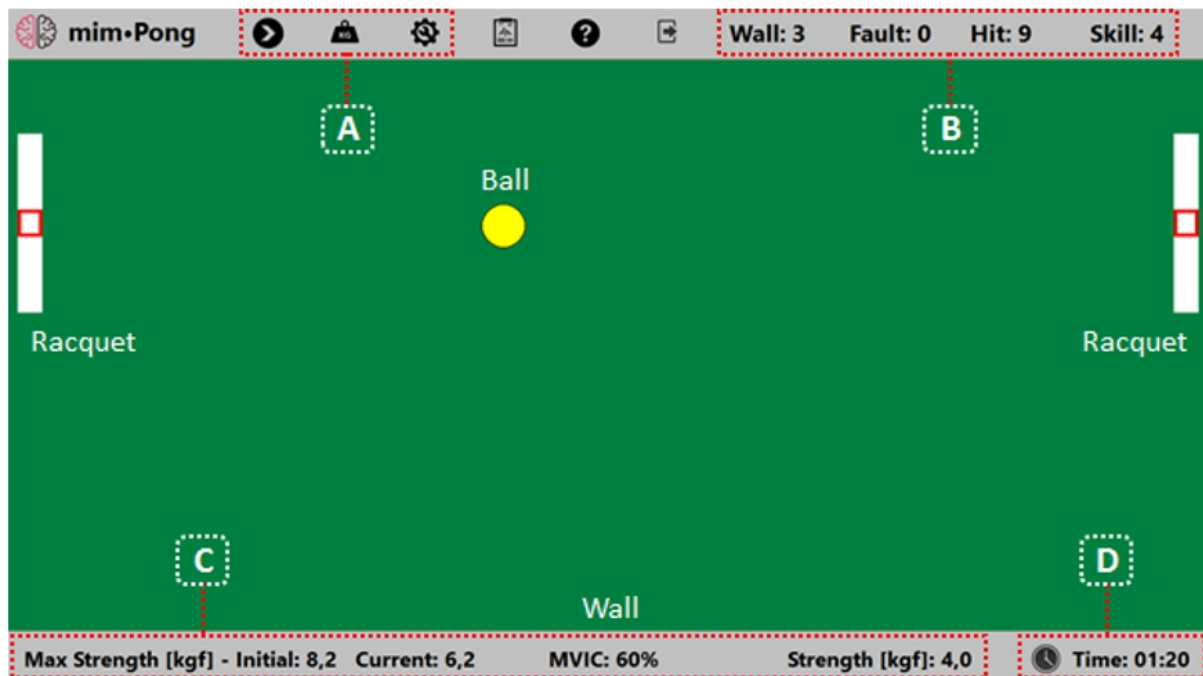 mim•Pong KG ? Wall: 3 Fault: 0 Hit: 9 Skill: 4
A B
Ball
Racquet Racquet
C D
Wall
Max Strength [kgf] - Initial: 8,2 Current: 6,2 MVIC: 60% Strength [kgf]: 4,0 Time: 01:20